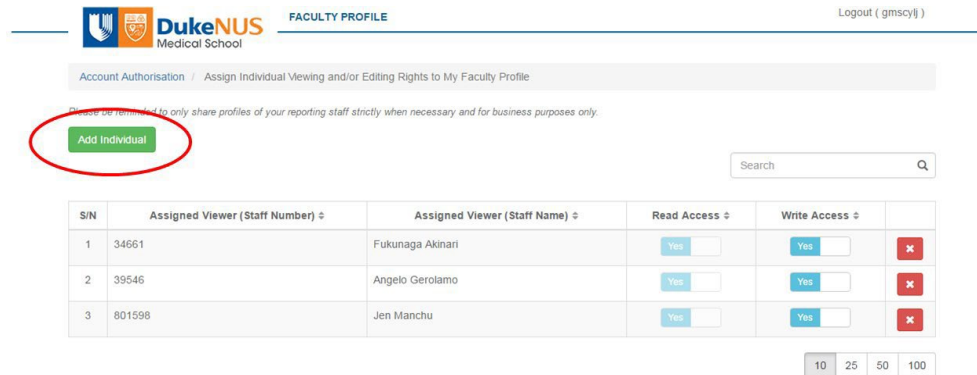 DukeNUS
Medical School
FACULTY PROFILE
Logout ( gmscylj )
Account Authorisation / Assign Individual Viewing and/or Editing Rights to My Faculty Profile
Please be reminded to only share profiles of your reporting staff strictly when necessary and for business purposes only.
Add Individual
Search
S/N Assigned Viewer (Staff Number) Assigned Viewer (Staff Name) Read Access Write Access
1 34661 Fukunaga Akinari Yes Yes
2 39546 Angelo Gerolamo Yes Yes
3 801598 Jen Manchu Yes Yes
10 25 50 100